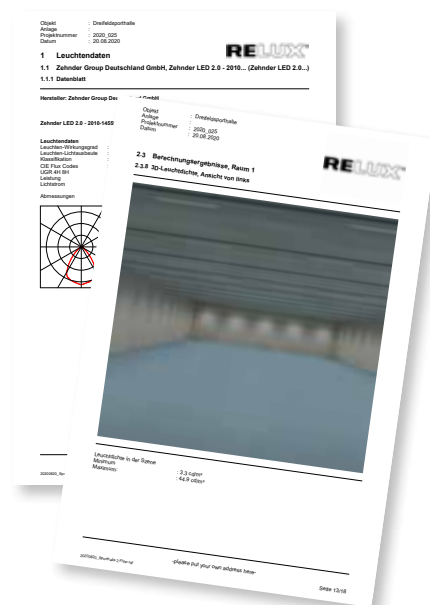 Objekt : Dreifeldsporthalle
Anlage :
Projektnummer : 2020_025
Datum : 20.08.2020
RELUX
1 Leuchtendaten
1.1 Zehnder Group Deutschland GmbH, Zehnder LED 2.0 - 2010... (Zehnder LED 2.0...)
1.1.1 Datenblatt
Hersteller: Zehnder Group
Zehnder LED 2.0 - 2010-1455
Leuchtendaten
Leuchten-Wirkungsgrad :
Leuchten-Lichtausbeute :
Klassifikation :
CIE Flux Codes :
UGR 4H 8H :
Leistung :
Lichtstrom :
Abmessungen
Objekt : Dreifeldsporthalle
Anlage :
Projektnummer : 2020_025
Datum : 20.08.2020
RELUX
2.3 Berechnungsergebnisse, Raum 1
2.3.8 3D-Leuchtdichte, Ansicht von links
Leuchtdichte in der Szene
Minimum : 3.3 cd/m²
Maximum : 44.9 cd/m²
-please put your own address here-
Seite 13/18